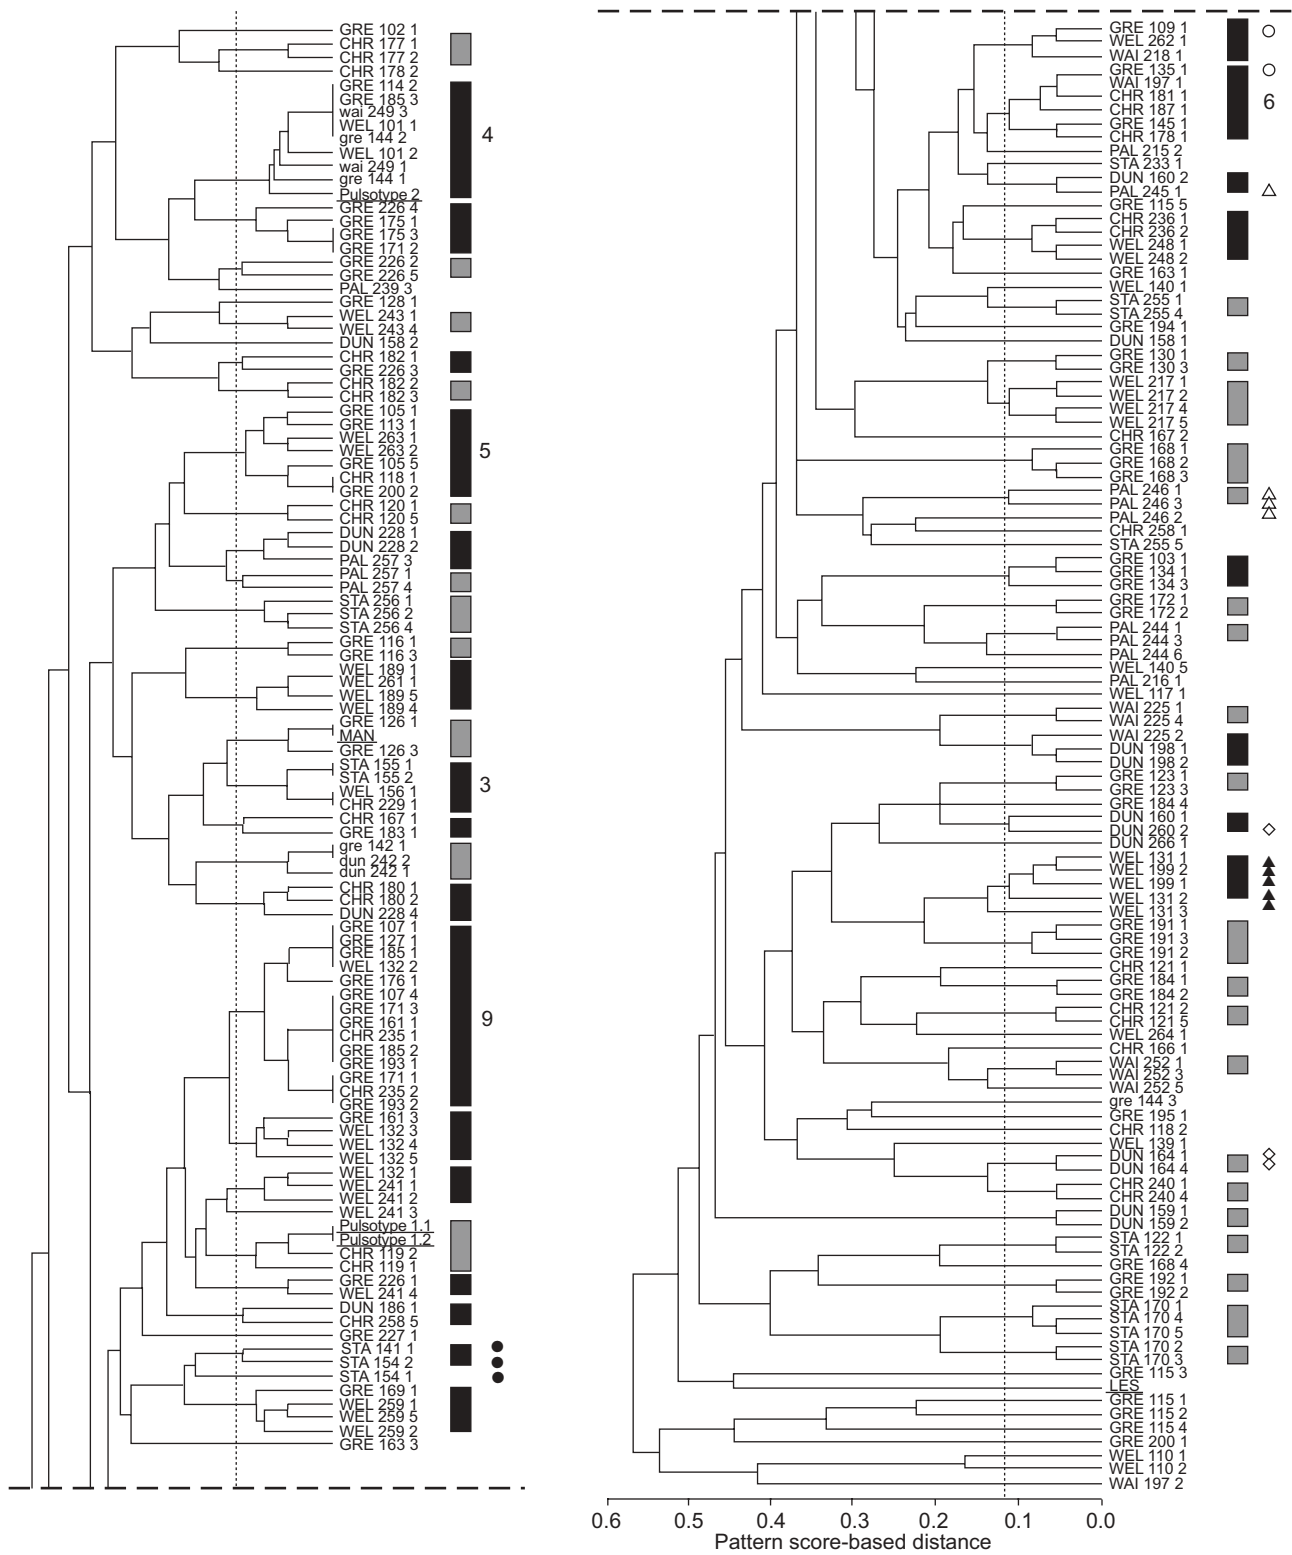 GRE 102 1
CHR 177 1
CHR 177 2
CHR 178 2
GRE 114 2
GRE 185 3
wai 249 3
WEL 101 1
gre 144 2
4
WEL 101 2
wai 249 1
gre 144 1
Pulsotype 2
GRE 226 4
GRE 175 1
GRE 175 3
GRE 171 2
GRE 226 2
GRE 226 5
PAL 239 3
GRE 128 1
WEL 243 1
WEL 243 4
DUN 158 2
CHR 182 1
GRE 226 3
CHR 182 2
CHR 182 3
GRE 105 1
GRE 113 1
WEL 263 1
WEL 263 2
5
GRE 105 5
CHR 118 1
GRE 200 2
CHR 120 1
CHR 120 5
DUN 228 1
DUN 228 2
PAL 257 3
PAL 257 1
PAL 257 4
STA 256 1
STA 256 2
STA 256 4
GRE 116 1
GRE 116 3
WEL 189 1
WEL 261 1
WEL 189 5
WEL 189 4
GRE 126 1
MAN
GRE 126 3
STA 155 1
STA 155 2
3
WEL 156 1
CHR 229 1
CHR 167 1
GRE 183 1
gre 142 1
dun 242 2
dun 242 1
CHR 180 1
CHR 180 2
DUN 228 4
GRE 107 1
GRE 127 1
GRE 185 1
WEL 132 2
GRE 176 1
GRE 107 4
GRE 171 3
GRE 161 1
9
CHR 235 1
GRE 185 2
GRE 193 1
GRE 171 1
CHR 235 2
GRE 193 2
GRE 161 3
WEL 132 3
WEL 132 4
WEL 132 5
WEL 132 1
WEL 241 1
WEL 241 2
WEL 241 3
Pulsotype 1.1
Pulsotype 1.2
CHR 119 2
CHR 119 1
GRE 226 1
WEL 241 4
DUN 186 1
CHR 258 5
GRE 227 1
STA 141 1
STA 154 2
STA 154 1
GRE 169 1
WEL 259 1
WEL 259 5
WEL 259 2
GRE 163 3
GRE 109 1
WEL 262 1
WAI 218 1
GRE 135 1
WAI 197 1
CHR 181 1
6
CHR 187 1
GRE 145 1
CHR 178 1
PAL 215 2
STA 233 1
DUN 160 2
PAL 245 1
GRE 115 5
CHR 236 1
CHR 236 2
WEL 248 1
WEL 248 2
GRE 163 1
WEL 140 1
STA 255 1
STA 255 4
GRE 194 1
DUN 158 1
GRE 130 1
GRE 130 3
WEL 217 1
WEL 217 2
WEL 217 4
WEL 217 5
CHR 167 2
GRE 168 1
GRE 168 2
GRE 168 3
PAL 246 1
PAL 246 3
PAL 246 2
CHR 258 1
STA 255 5
GRE 103 1
GRE 134 1
GRE 134 3
GRE 172 1
GRE 172 2
PAL 244 1
PAL 244 3
PAL 244 6
WEL 140 5
PAL 216 1
WEL 117 1
WAI 225 1
WAI 225 4
WAI 225 2
DUN 198 1
DUN 198 2
GRE 123 1
GRE 123 3
GRE 184 4
DUN 160 1
DUN 260 2
DUN 266 1
WEL 131 1
WEL 199 2
WEL 199 1
WEL 131 2
WEL 131 3
GRE 191 1
GRE 191 3
GRE 191 2
CHR 121 1
GRE 184 1
GRE 184 2
CHR 121 2
CHR 121 5
WEL 264 1
CHR 166 1
WAI 252 1
WAI 252 3
WAI 252 5
gre 144 3
GRE 195 1
CHR 118 2
WEL 139 1
DUN 164 1
DUN 164 4
CHR 240 1
CHR 240 4
DUN 159 1
DUN 159 2
STA 122 1
STA 122 2
GRE 168 4
GRE 192 1
GRE 192 2
STA 170 1
STA 170 4
STA 170 5
STA 170 2
STA 170 3
GRE 115 3
LES
GRE 115 1
GRE 115 2
GRE 115 4
GRE 200 1
WEL 110 1
WEL 110 2
WAI 197 2
0.6 0.5 0.4 0.3 0.2 0.1 0.0
Pattern score-based distance